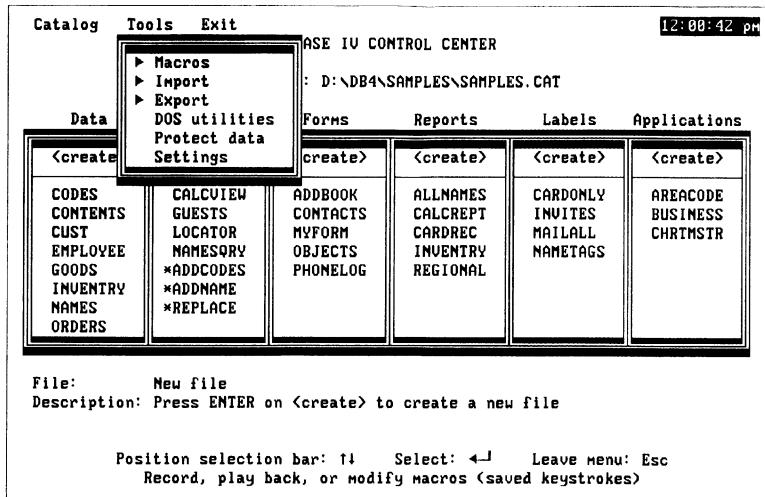 Catalog Tools Exit 12:00:42 pm
ASE IV CONTROL CENTER
▶ Macros
▶ Import : D:\DB4\SAMPLES\SAMPLES.CAT
▶ Export
DOS utilities
Protect data
Settings
Data Forms Reports Labels Applications
<create create> <create> <create> <create>
CODES CALCVIEW ADDBOOK ALLNAMES CARDONLY AREACODE
CONTENTS GUESTS CONTACTS CALCREPT INVITES BUSINESS
CUST LOCATOR MYFORM CARDREC MAILALL CHRTMSTR
EMPLOYEE NAMESQRY OBJECTS INVENTRY NAMETAGS
GOODS *ADDCODES PHONELOG REGIONAL
INVENTRY *ADDNAME
NAMES *REPLACE
ORDERS
File: New file
Description: Press ENTER on <create> to create a new file
Position selection bar: ↑↓ Select: ↵ Leave menu: Esc
Record, play back, or modify macros (saved keystrokes)